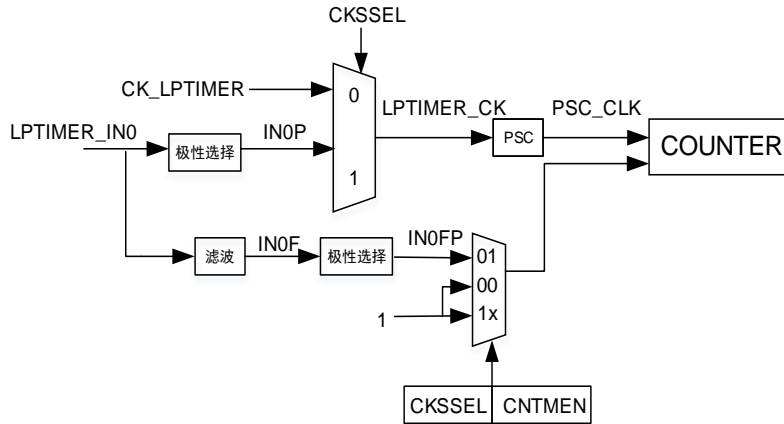 CKSSEL
CK_LPTIMER
0
LPTIMER_CK
PSC_CLK
LPTIMER_IN0
极性选择
IN0P
PSC
COUNTER
1
滤波
IN0F
极性选择
IN0FP
01
00
1
1x
CKSSEL
CNTMEN